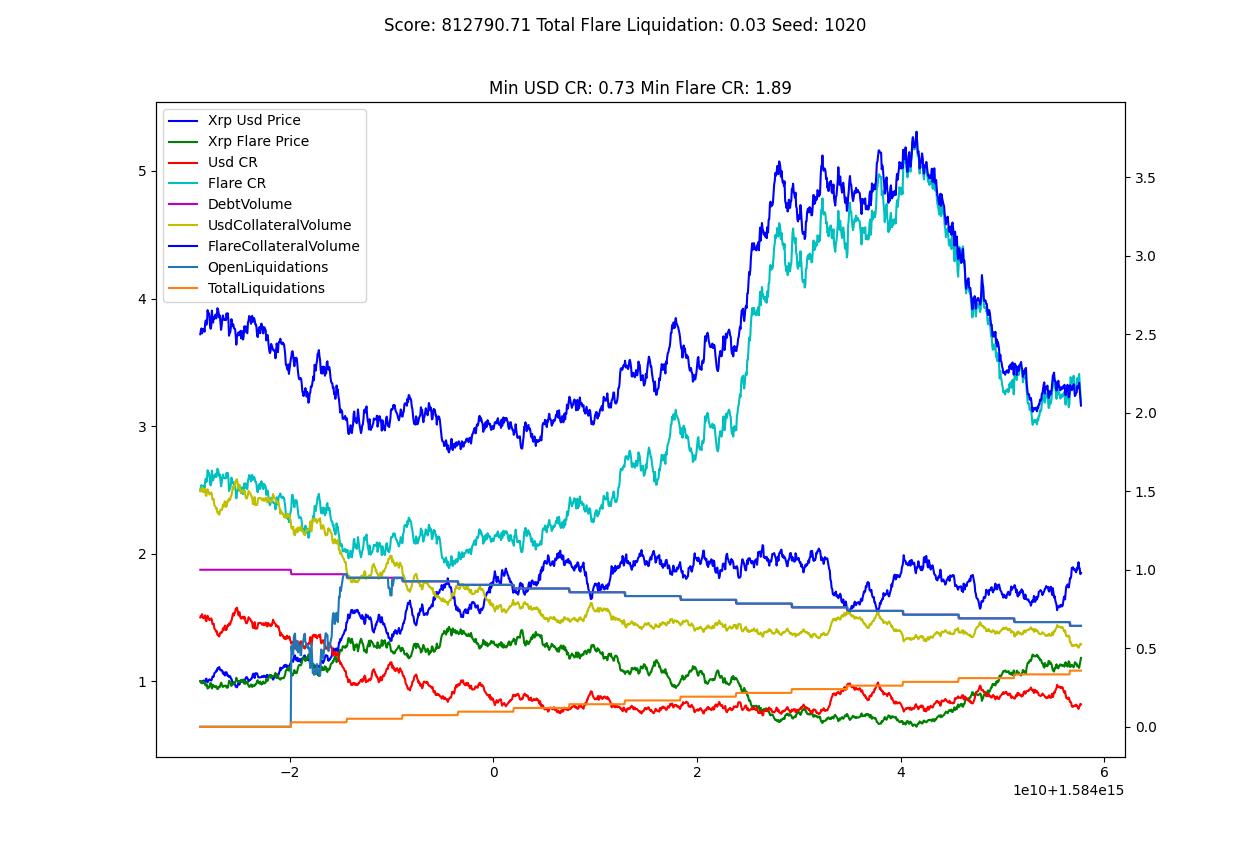 Score: 812790.71 Total Flare Liquidation: 0.03 Seed: 1020
Min USD CR: 0.73 Min Flare CR: 1.89
Xrp Usd Price
Xrp Flare Price
Usd CR
Flare CR
DebtVolume
UsdCollateralVolume
FlareCollateralVolume
OpenLiquidations
TotalLiquidations
5
4
3
2
1
3.5
3.0
2.5
2.0
1.5
1.0
0.5
0.0
−2 0 2 4 6
1e10+1.584e15